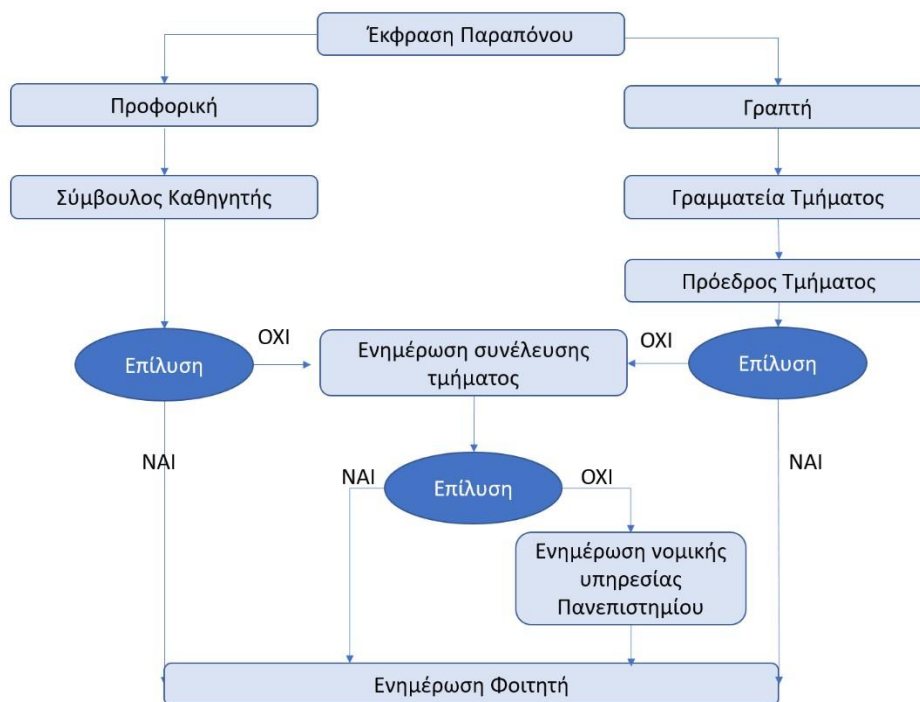 Έκφραση Παραπόνου
Προφορική
Γραπτή
Σύμβουλος Καθηγητής
Γραμματεία Τμήματος
Πρόεδρος Τμήματος
Επίλυση
ΟΧΙ
Ενημέρωση συνέλευσης
τμήματος
ΟΧΙ
Επίλυση
ΝΑΙ
ΝΑΙ
Επίλυση
ΟΧΙ
ΝΑΙ
Ενημέρωση νομικής
υπηρεσίας
Πανεπιστημίου
Ενημέρωση Φοιτητή